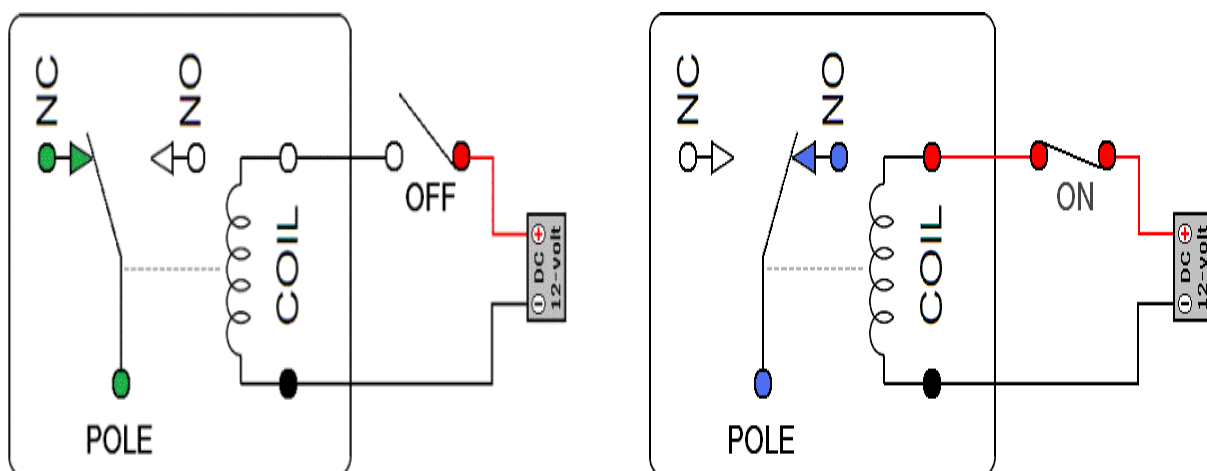 NC
NO
OFF
COIL
+ DC −
12-volt
POLE
NC
NO
ON
COIL
+ DC −
12-volt
POLE